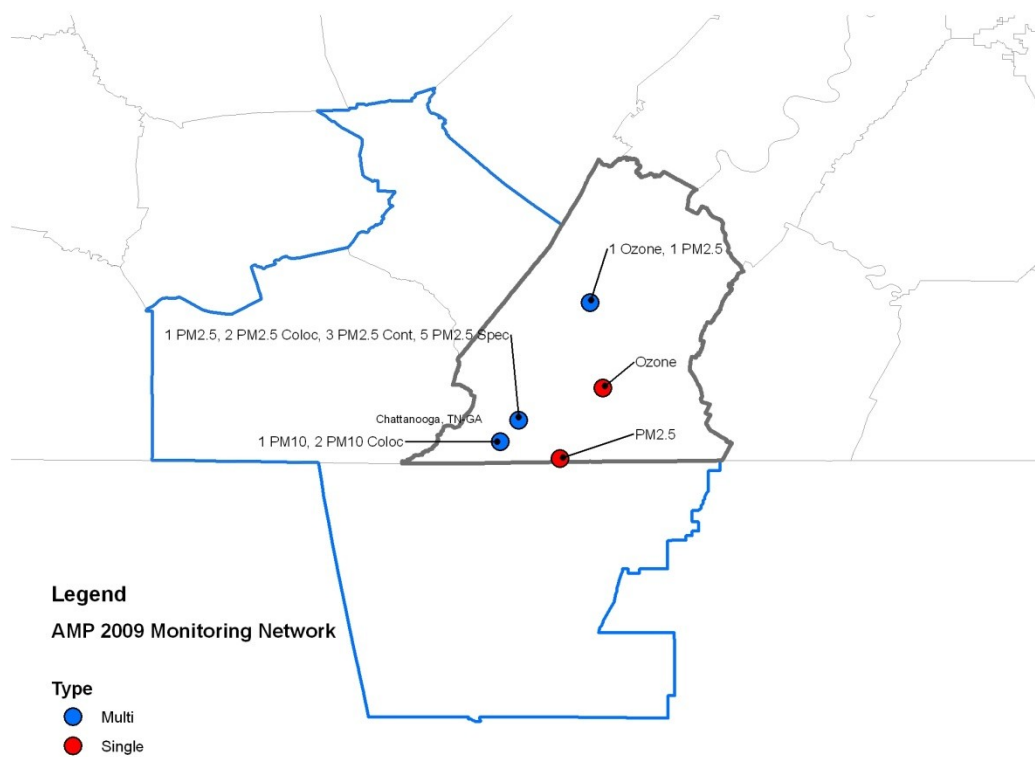 1 Ozone, 1 PM2.5
1 PM2.5, 2 PM2.5 Coloc, 3 PM2.5 Cont, 5 PM2.5 Spec
Ozone
Chattanooga, TN-GA
1 PM10, 2 PM10 Coloc
PM2.5
Legend
AMP 2009 Monitoring Network
Type
Multi
Single